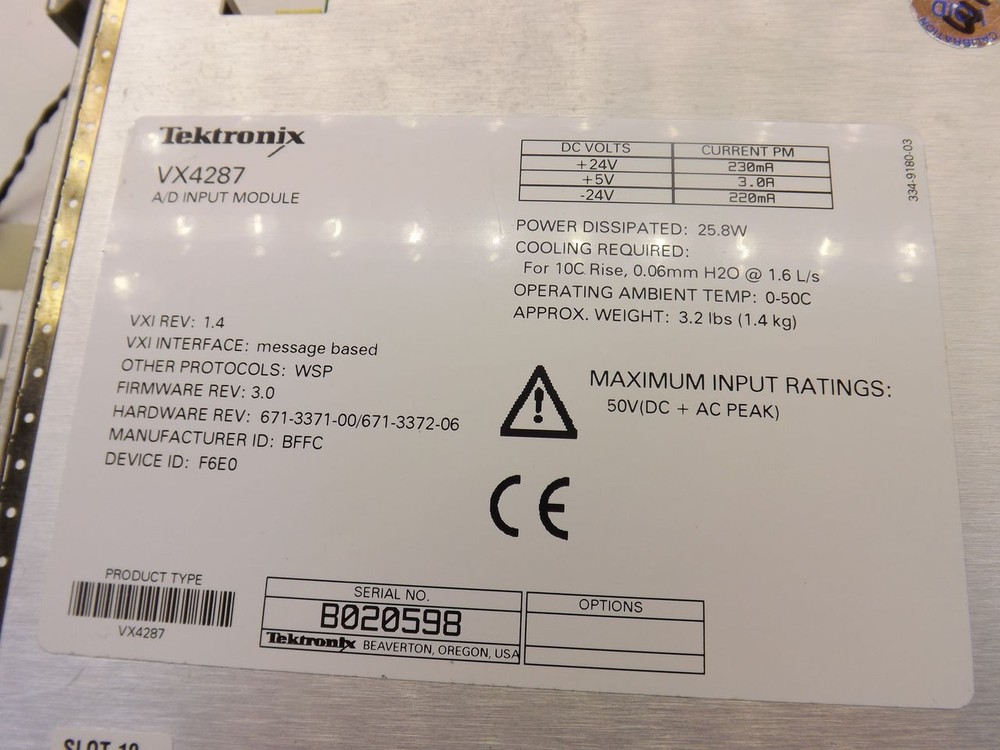 Tektronix
VX4287
A/D INPUT MODULE
DC VOLTS CURRENT PM
+24V 230mA
+5V 3.0A
-24V 220mA
334-9180-03
POWER DISSIPATED: 25.8W
COOLING REQUIRED:
For 10C Rise, 0.06mm H2O @ 1.6 L/s
OPERATING AMBIENT TEMP: 0-50C
APPROX. WEIGHT: 3.2 lbs (1.4 kg)
VXI REV: 1.4
VXI INTERFACE: message based
OTHER PROTOCOLS: WSP
FIRMWARE REV: 3.0
HARDWARE REV: 671-3371-00/671-3372-06
MANUFACTURER ID: BFFC
DEVICE ID: F6E0
MAXIMUM INPUT RATINGS:
50V(DC + AC PEAK)
CE
PRODUCT TYPE
VX4287
SERIAL NO.
B020598
Tektronix BEAVERTON, OREGON, USA
OPTIONS
CALIBRATION
SLOT 10